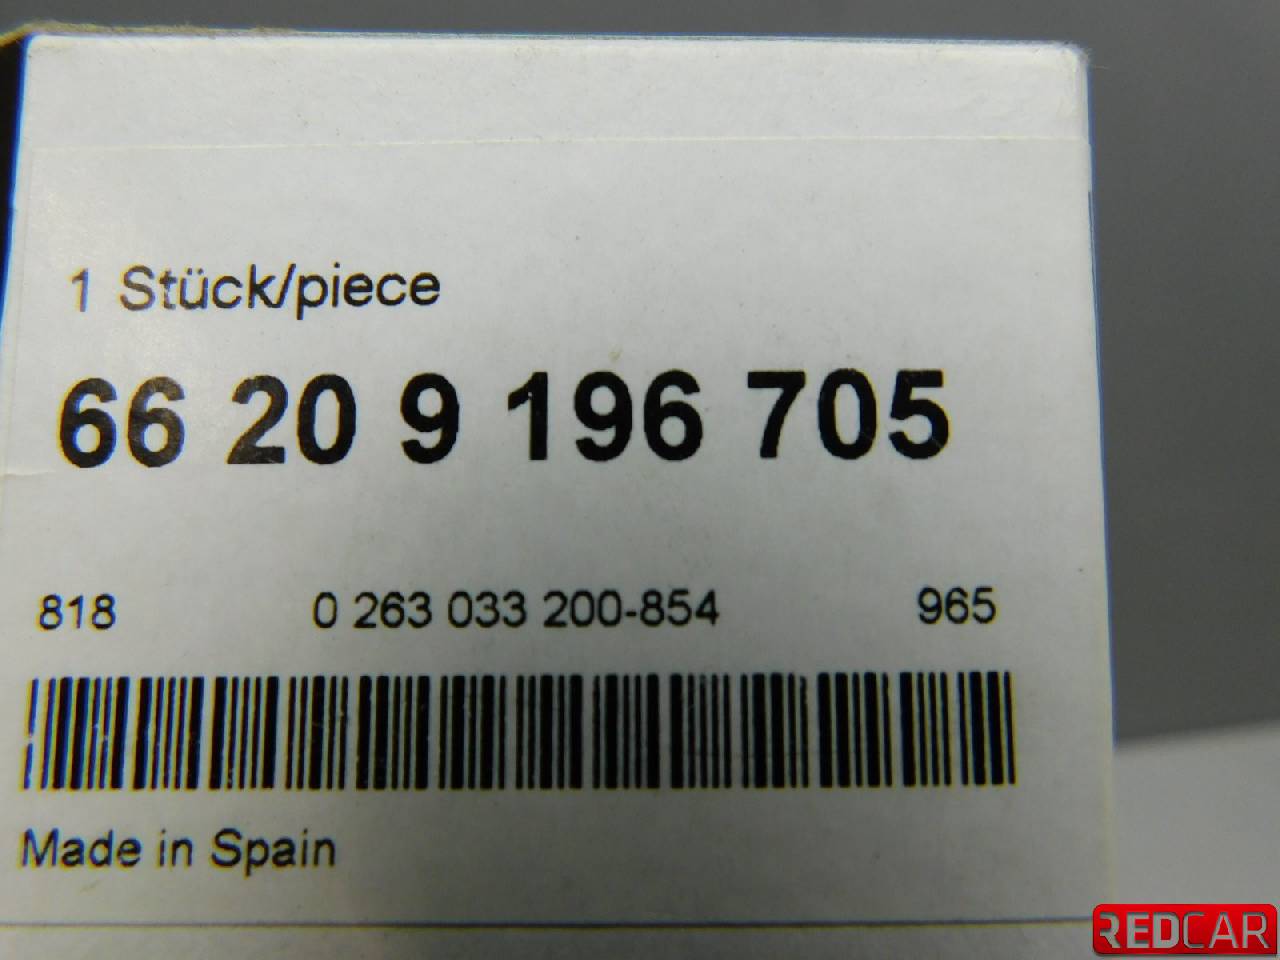 1 Stück/piece
66 20 9 196 705
818 0 263 033 200-854 965
Made in Spain
REDCAR